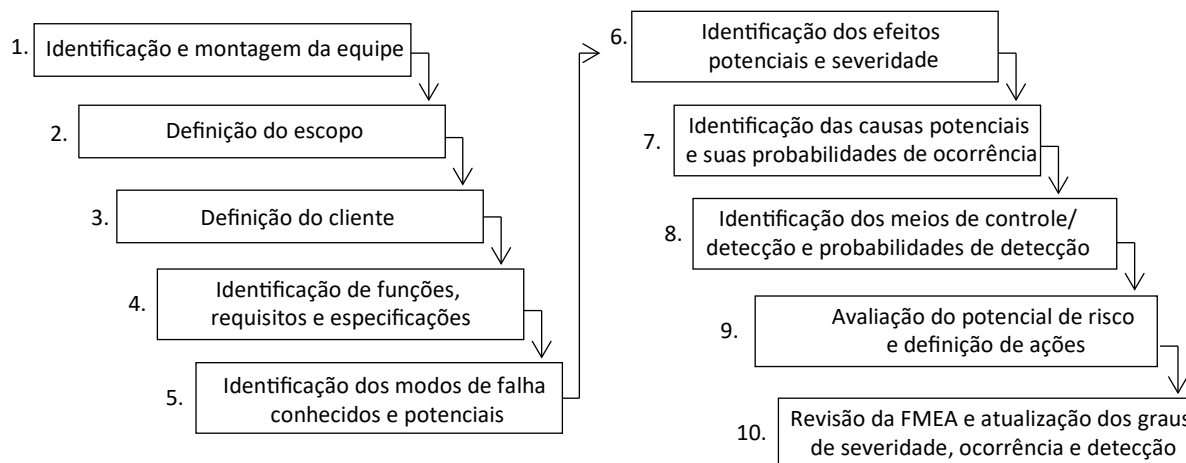 1. Identificação e montagem da equipe
2. Definição do escopo
3. Definição do cliente
4. Identificação de funções,
requisitos e especificações
5. Identificação dos modos de falha
conhecidos e potenciais
6. Identificação dos efeitos
potenciais e severidade
7. Identificação das causas potenciais
e suas probabilidades de ocorrência
8. Identificação dos meios de controle/
detecção e probabilidades de detecção
9. Avaliação do potencial de risco
e definição de ações
10. Revisão da FMEA e atualização dos graus
de severidade, ocorrência e detecção